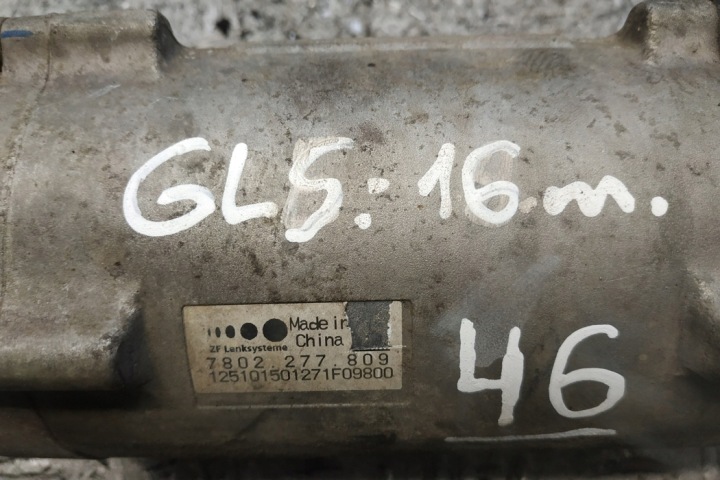 GLS: 16 m.
Made in
China
ZF Lenksysteme
7802 277 809
125101501271F09800
46